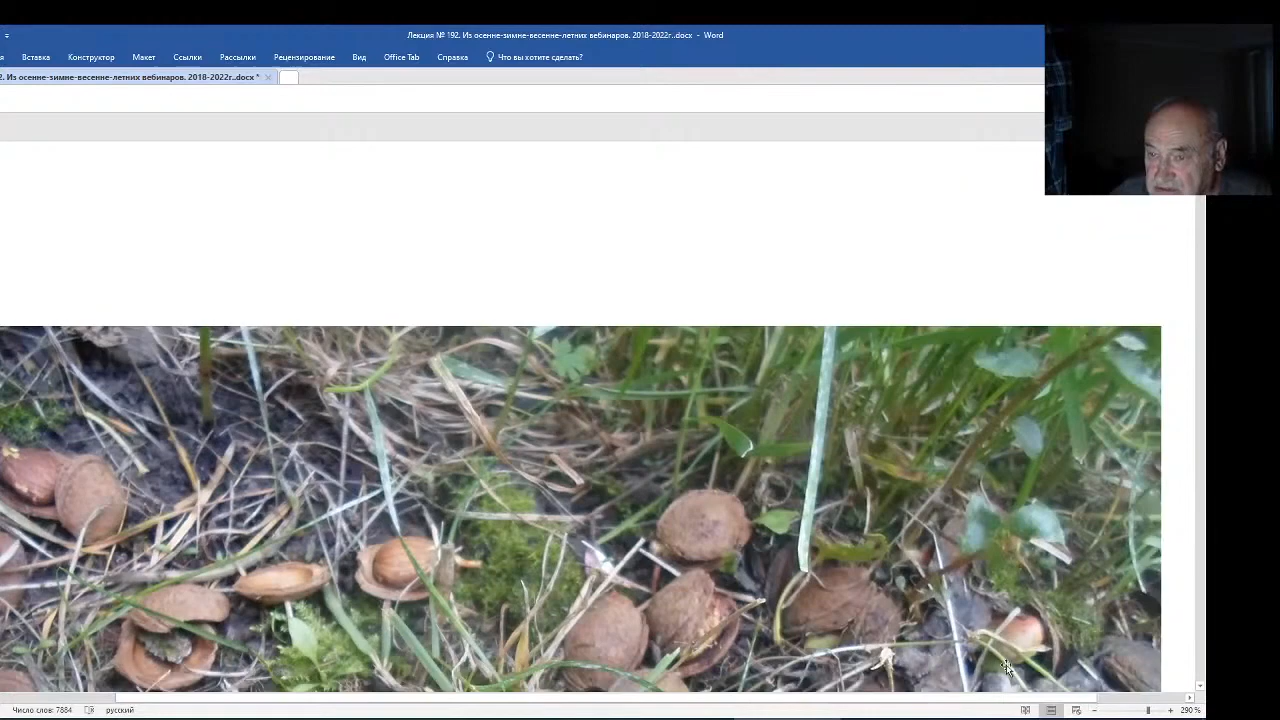 Лекция № 192. Из осенне-зимне-весенне-летних вебинаров. 2018-2022г..docx - Word
я Вставка Конструктор Макет Ссылки Рассылки Рецензирование Вид Office Tab Справка Что вы хотите сделать?
2. Из осенне-зимне-весенне-летних вебинаров. 2018-2022г..docx *
Число слов: 7884 русский 290 %